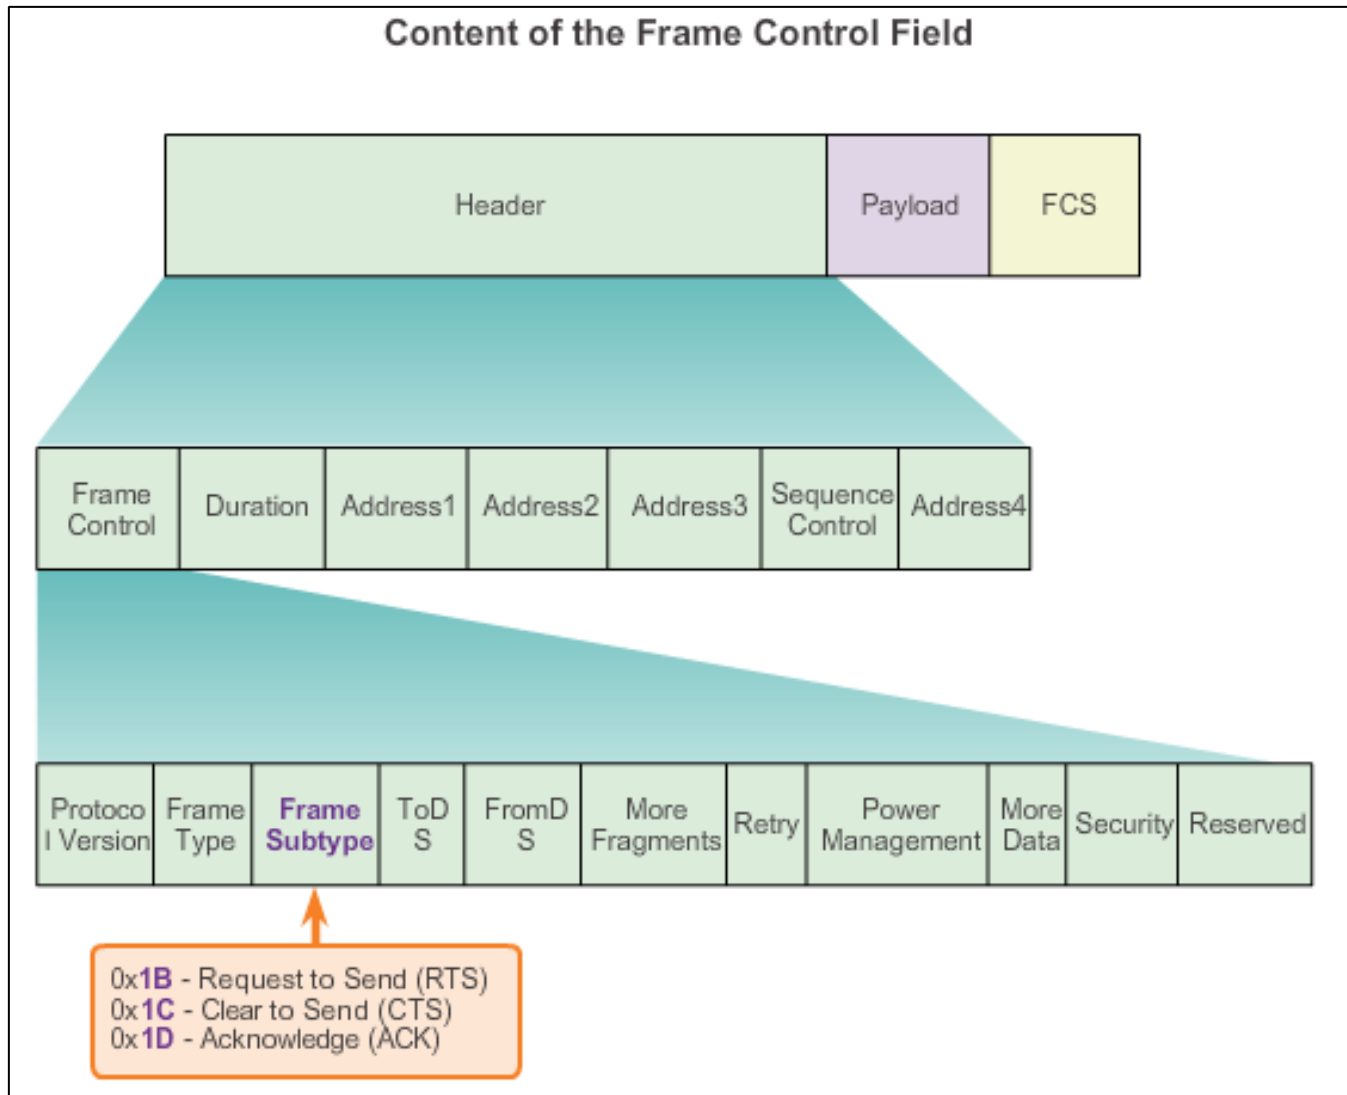 Content of the Frame Control Field
Header
Payload
FCS
Frame
Control
Duration
Address1
Address2
Address3
Sequence
Control
Address4
Protoco
l Version
Frame
Type
Frame
Subtype
ToD
S
FromD
S
More
Fragments
Retry
Power
Management
More
Data
Security
Reserved
0x1B - Request to Send (RTS)
0x1C - Clear to Send (CTS)
0x1D - Acknowledge (ACK)